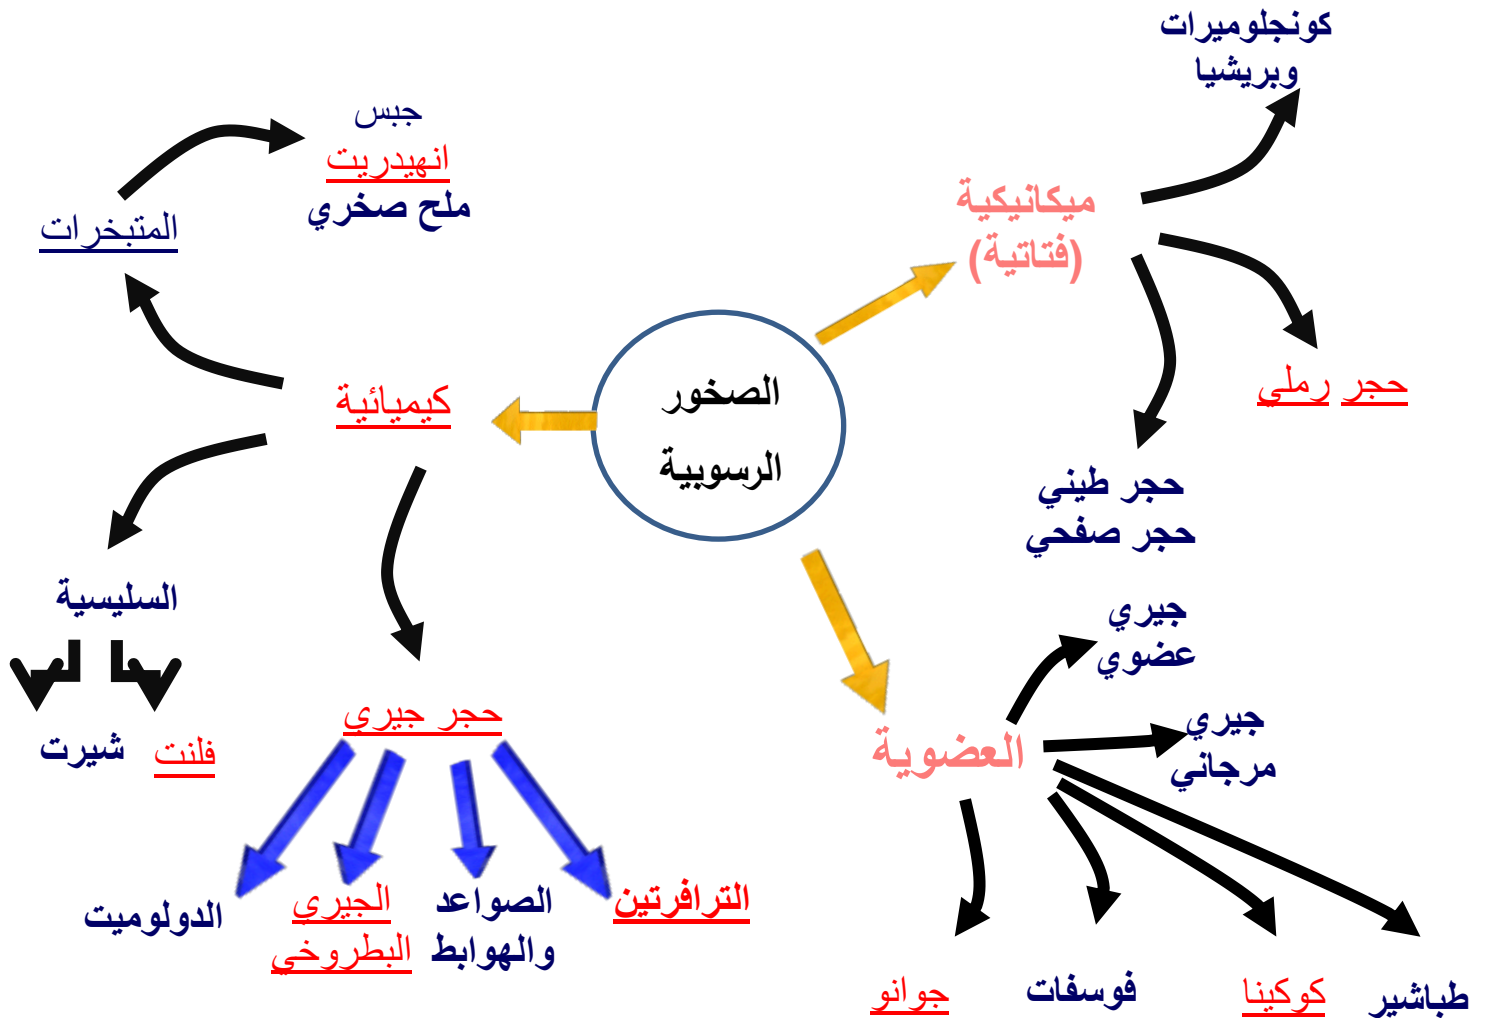 كونجلوميرات
وبريشيا
ميكانيكية
(فتاتية)
حجر رملي
حجر طيني
حجر صفحي
جبس
انهيدريت
ملح صخري
المتبخرات
كيميائية
الصخور
الرسوبية
السليسية
فلنت
شيرت
حجر جيري
الترافرتين
الصواعد
والهوابط
الجيري
البطروخي
الدولوميت
العضوية
جيري
عضوي
جيري
مرجاني
طباشير
كوكينا
فوسفات
جوانو